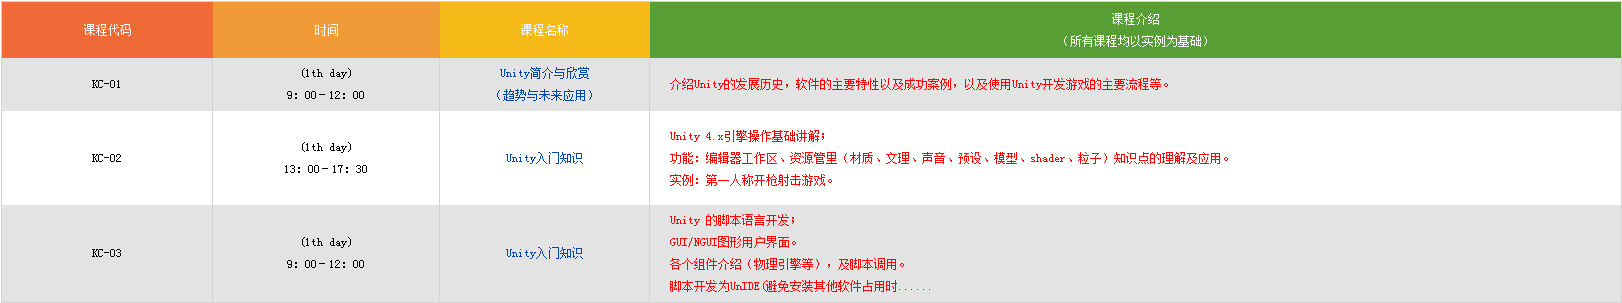 课程代码
时间
课程名称
课程介绍
（所有课程均以实例为基础）
KC-01
(1th day)
9：00－12：00
Unity简介与欣赏
（趋势与未来应用）
介绍Unity的发展历史，软件的主要特性以及成功案例，以及使用Unity开发游戏的主要流程等。
KC-02
(1th day)
13：00－17：30
Unity入门知识
Unity 4.x引擎操作基础讲解；
功能：编辑器工作区、资源管里（材质、文理、声音、预设、模型、shader、粒子）知识点的理解及应用。
实例：第一人称开枪射击游戏。
KC-03
(1th day)
9：00－12：00
Unity入门知识
Unity 的脚本语言开发；
GUI/NGUI图形用户界面。
各个组件介绍（物理引擎等），及脚本调用。
脚本开发为UnIDE(避免安装其他软件占用时......